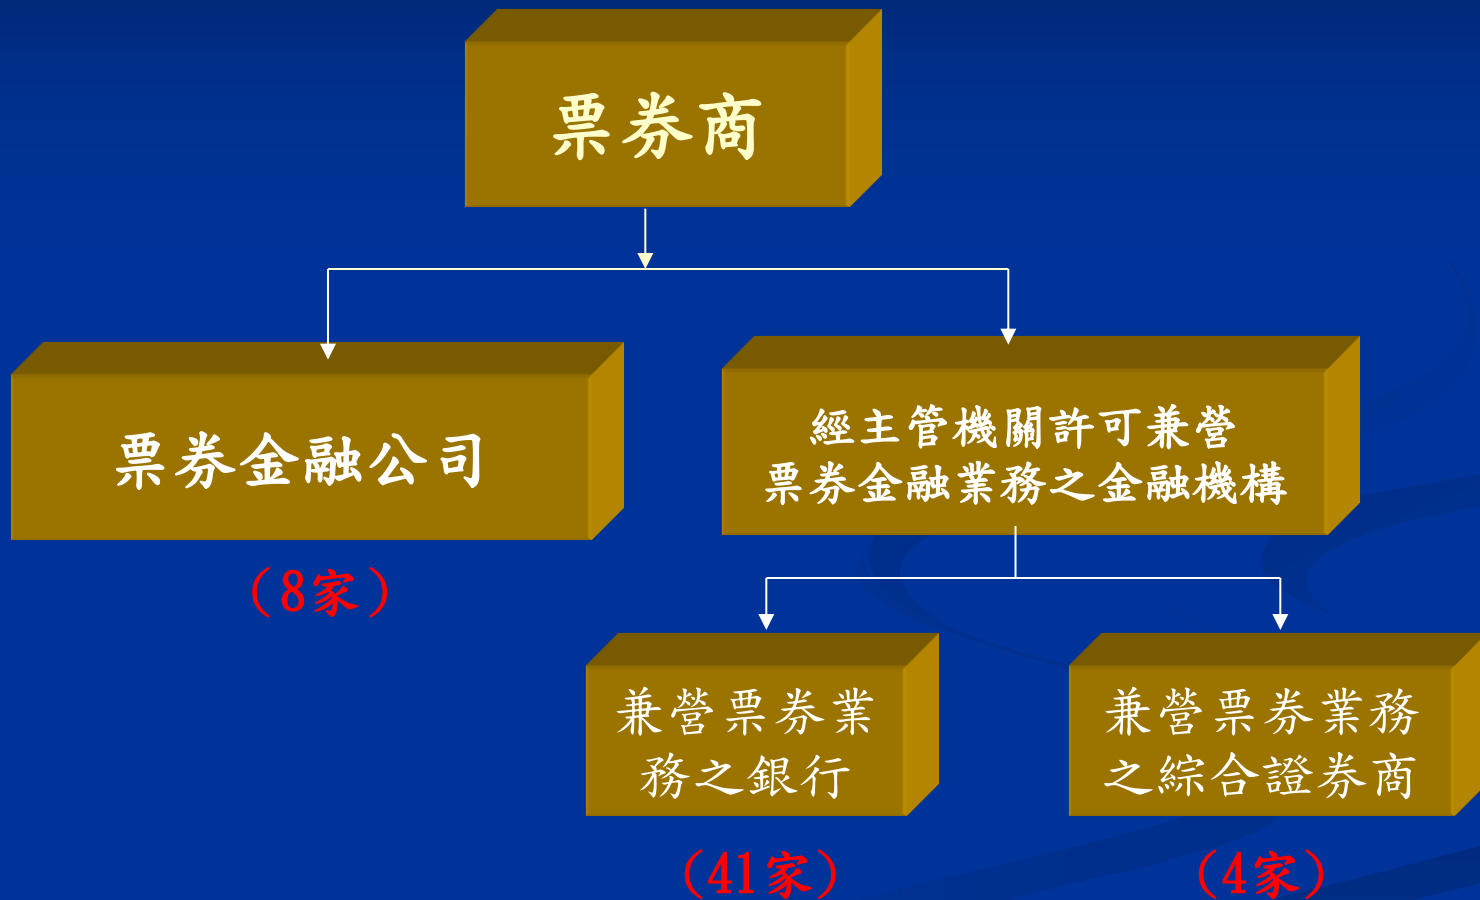 票券商
票券金融公司
(8家)
經主管機關許可兼營
票券金融業務之金融機構
兼營票券業
務之銀行
(41家)
兼營票券業務
之綜合證券商
(4家)